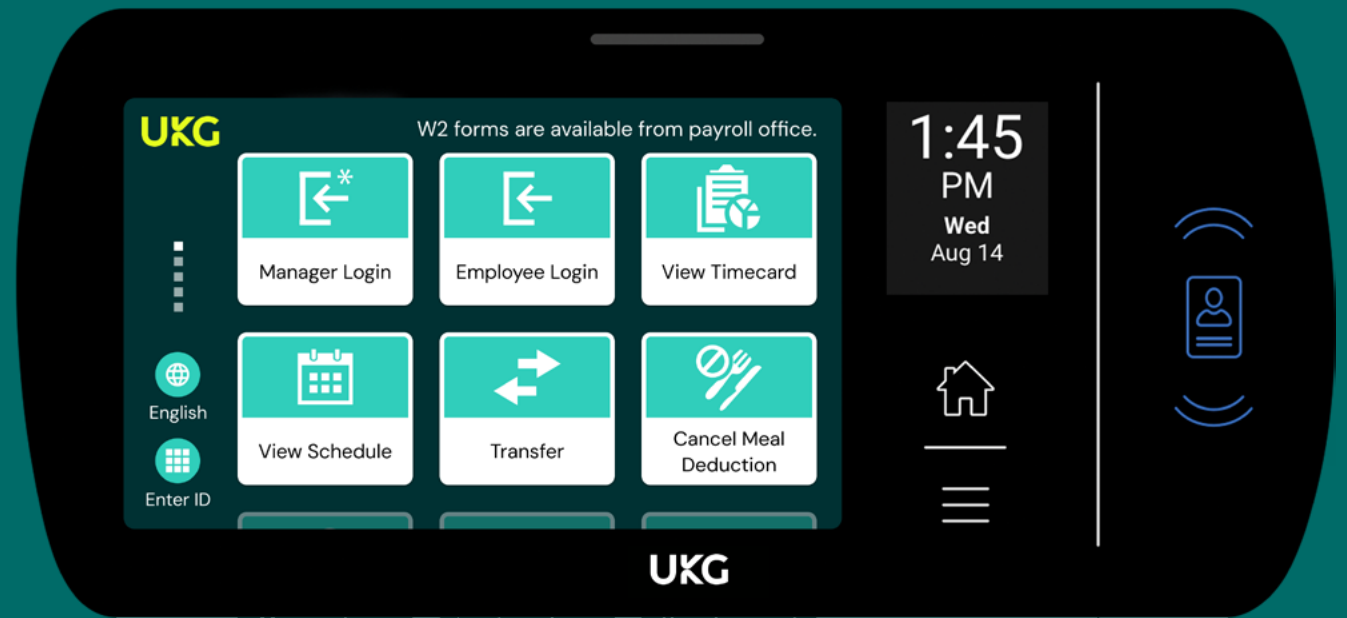 UKG
W2 forms are available from payroll office.
Manager Login
Employee Login
View Timecard
English
Enter ID
View Schedule
Transfer
Cancel Meal
Deduction
1:45
PM
Wed
Aug 14
UKG